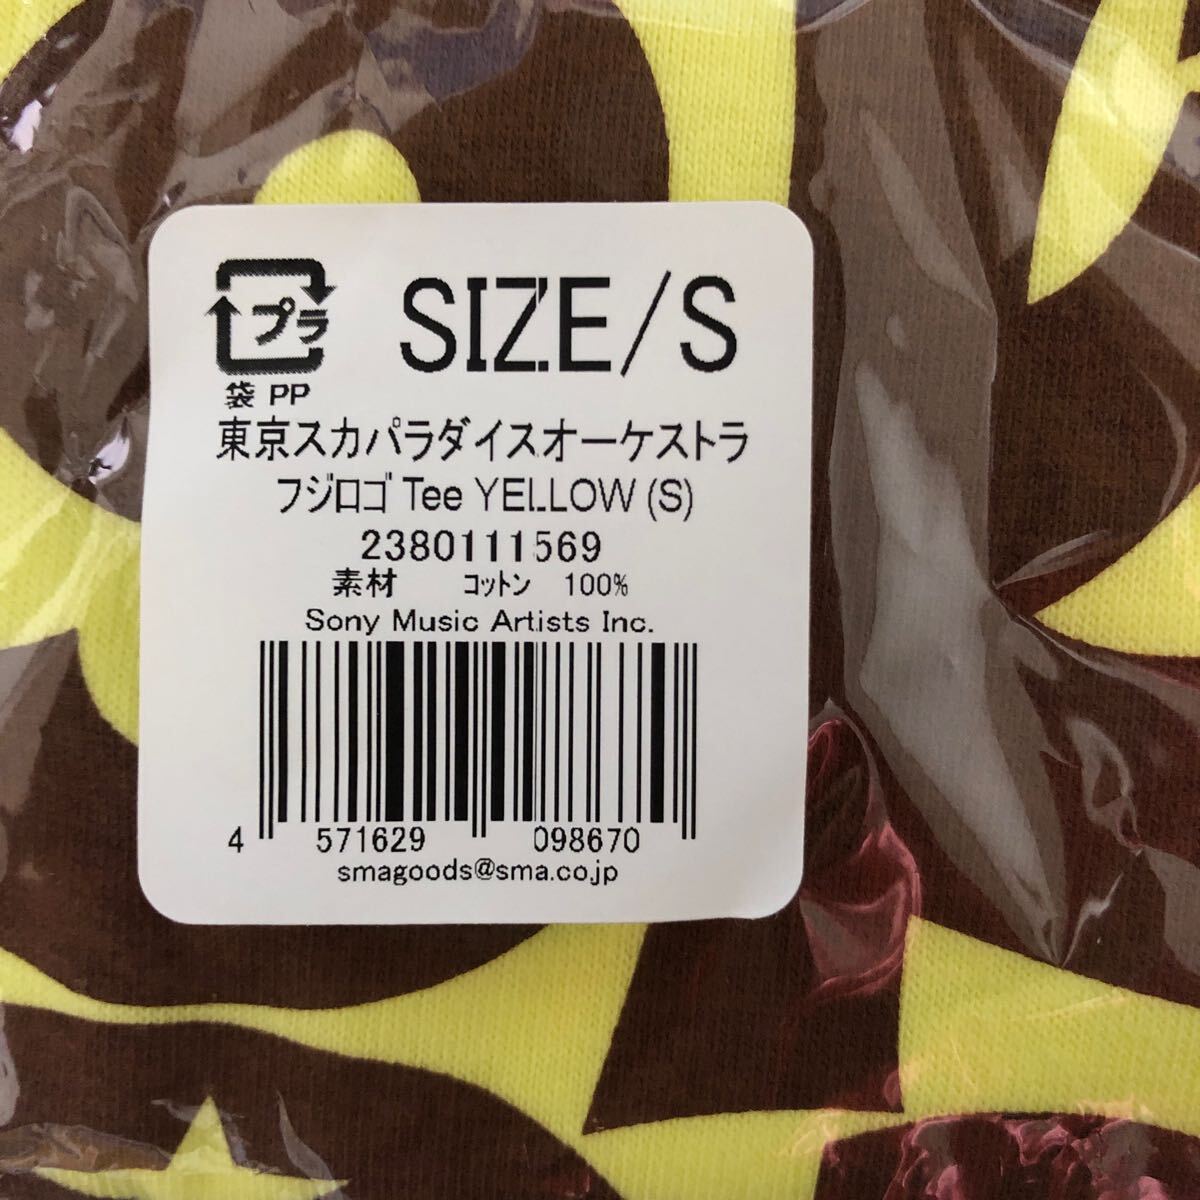 プラ
SIZE/S
袋 PP
東京スカパラダイスオーケストラ
フジロゴ Tee YELLOW (S)
2380111569
素材 コットン 100%
Sony Music Artists Inc.
4 571629 098670
smagoods@sma.co.jp